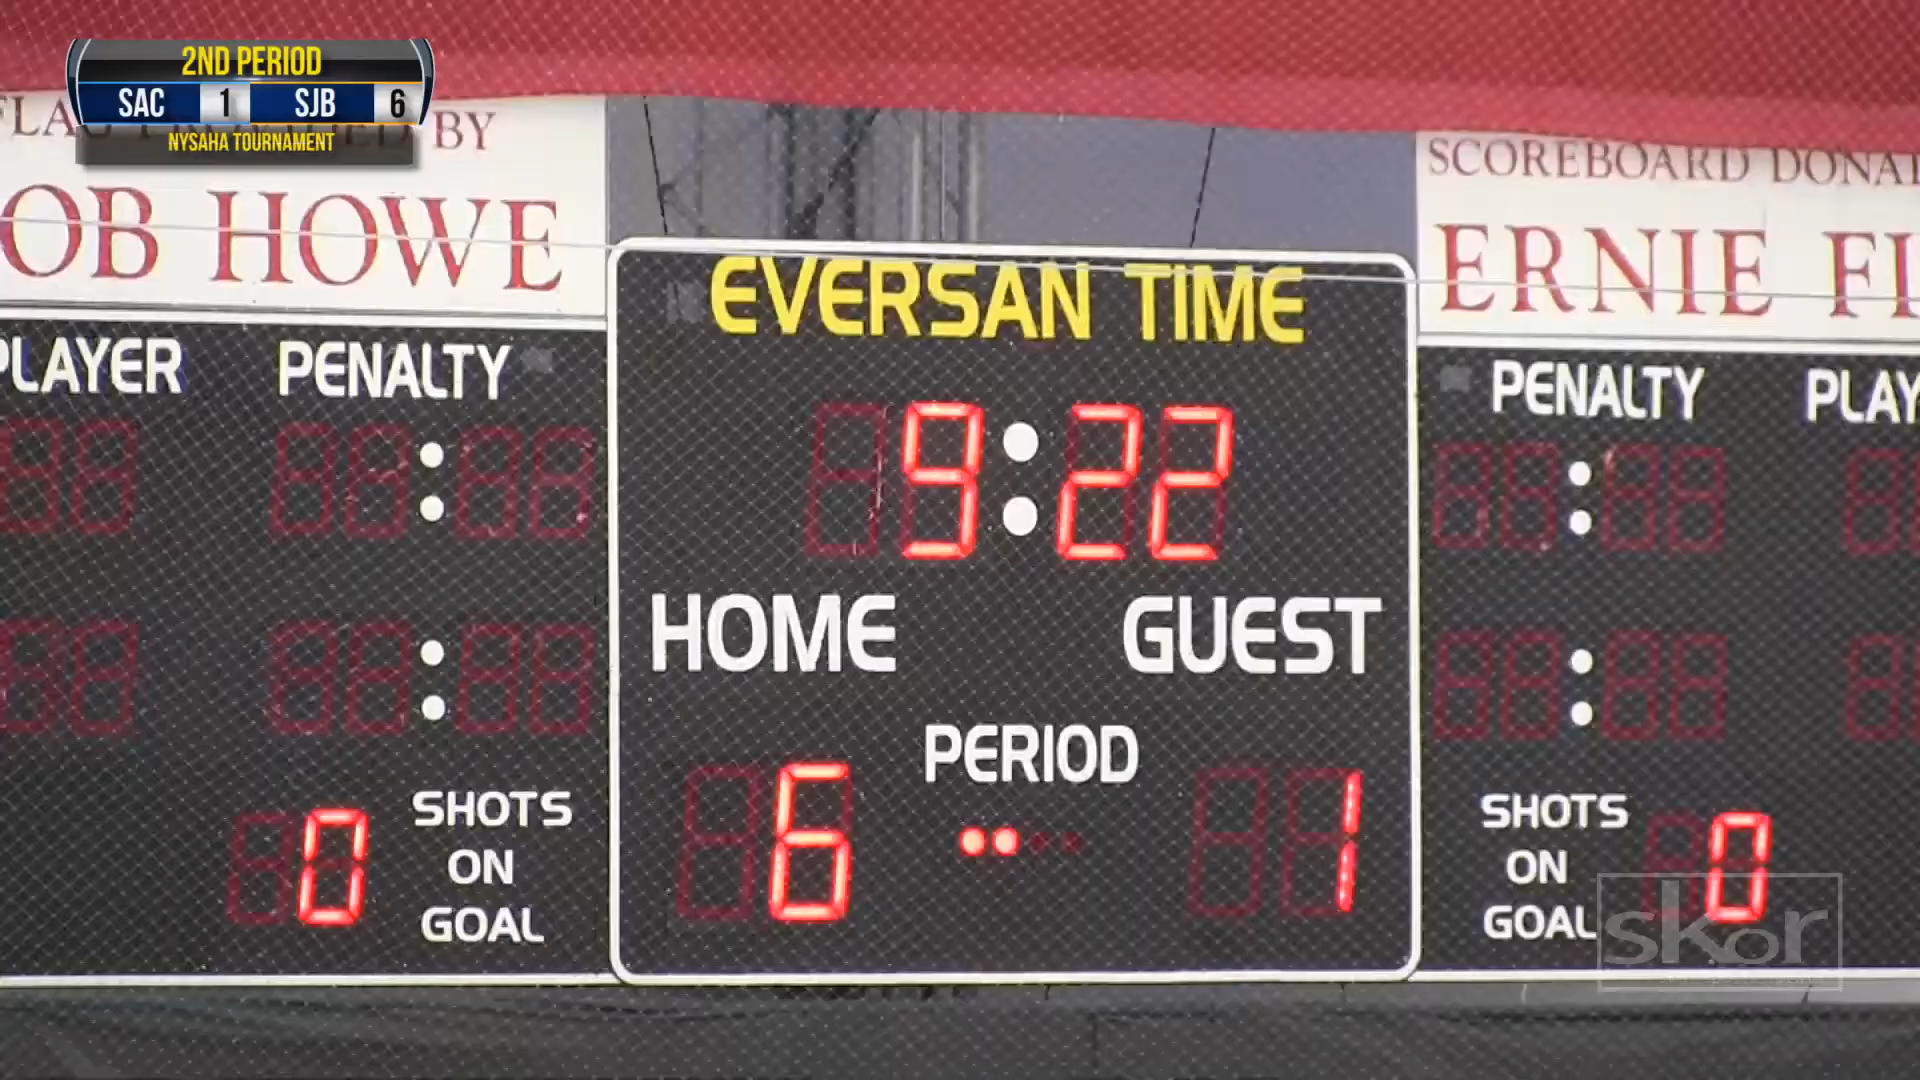 2ND PERIOD
SAC 1 SJB 6
NYSAHA TOURNAMENT
BY
OB HOWE
SCOREBOARD DONA
ERNIE FI
EVERSAN TIME
PLAYER PENALTY
9:22
PENALTY PLAY
HOME GUEST
PERIOD
6 1
0 SHOTS
ON
GOAL
SHOTS 0
ON
GOAL
skor